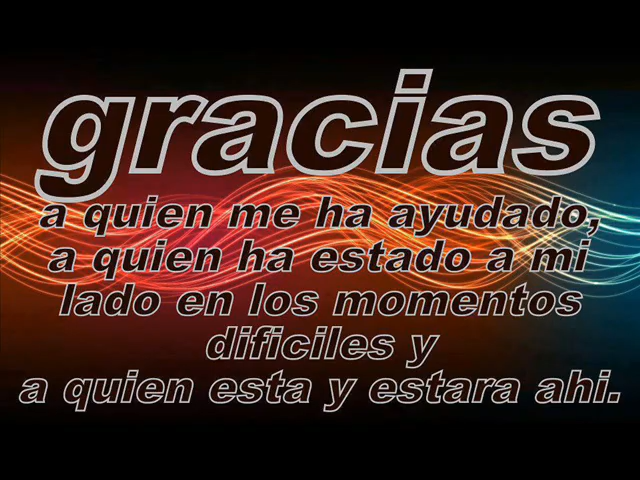 gracias
a quien me ha ayudado,
a quien ha estado a mi
lado en los momentos
dificiles y
a quien esta y estara ahi.